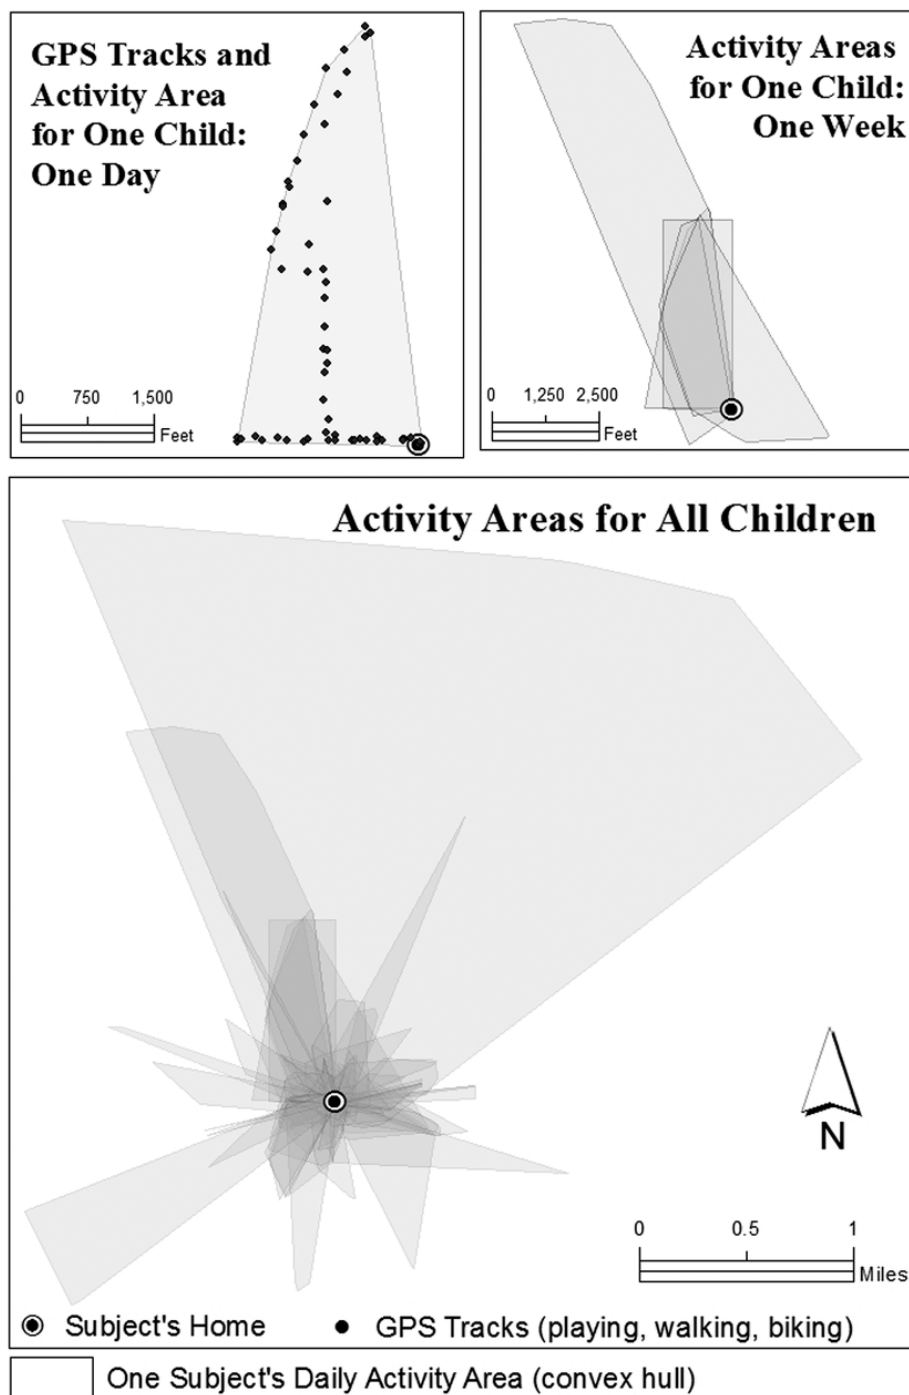 GPS Tracks and
Activity Area
for One Child:
One Day
0 750 1,500
Feet
Activity Areas
for One Child:
One Week
0 1,250 2,500
Feet
Activity Areas for All Children
N
0 0.5 1
Miles
Subject's Home GPS Tracks (playing, walking, biking)
One Subject's Daily Activity Area (convex hull)